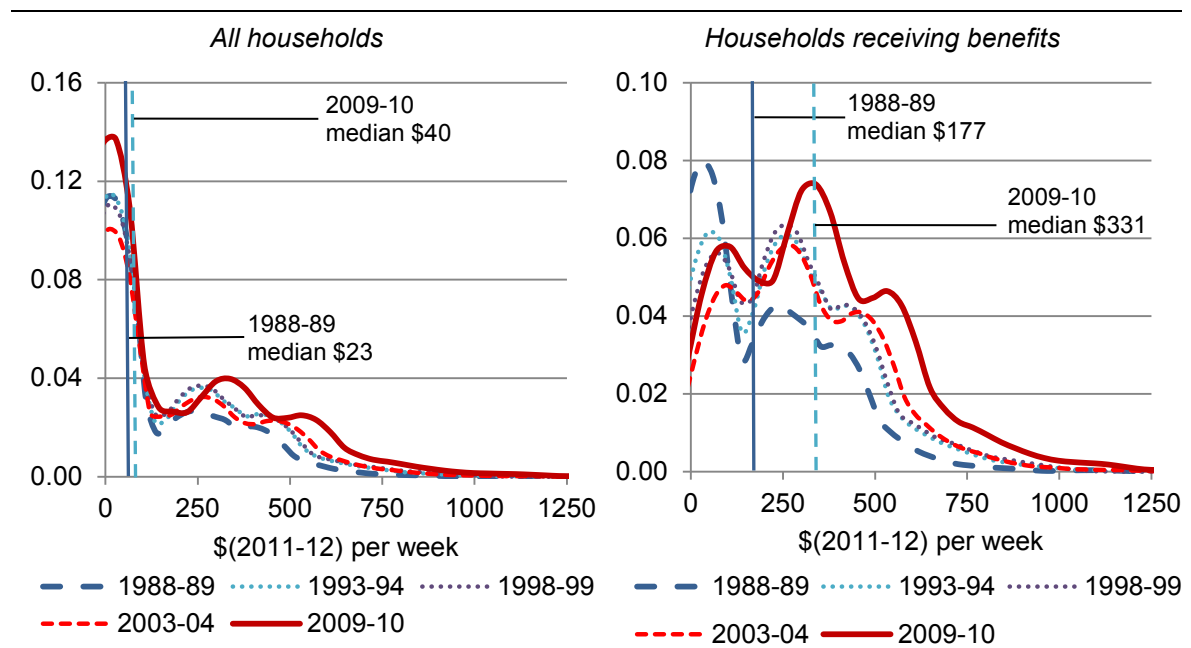 All households
0.16
0.12
0.08
0.04
0.00
2009-10
median $40
1988-89
median $23
0 250 500 750 1000 1250
$(2011-12) per week
1988-89 1993-94 1998-99
2003-04 2009-10
Households receiving benefits
0.10
0.08
0.06
0.04
0.02
0.00
1988-89
median $177
2009-10
median $331
0 250 500 750 1000 1250
$(2011-12) per week
1988-89 1993-94 1998-99
2003-04 2009-10